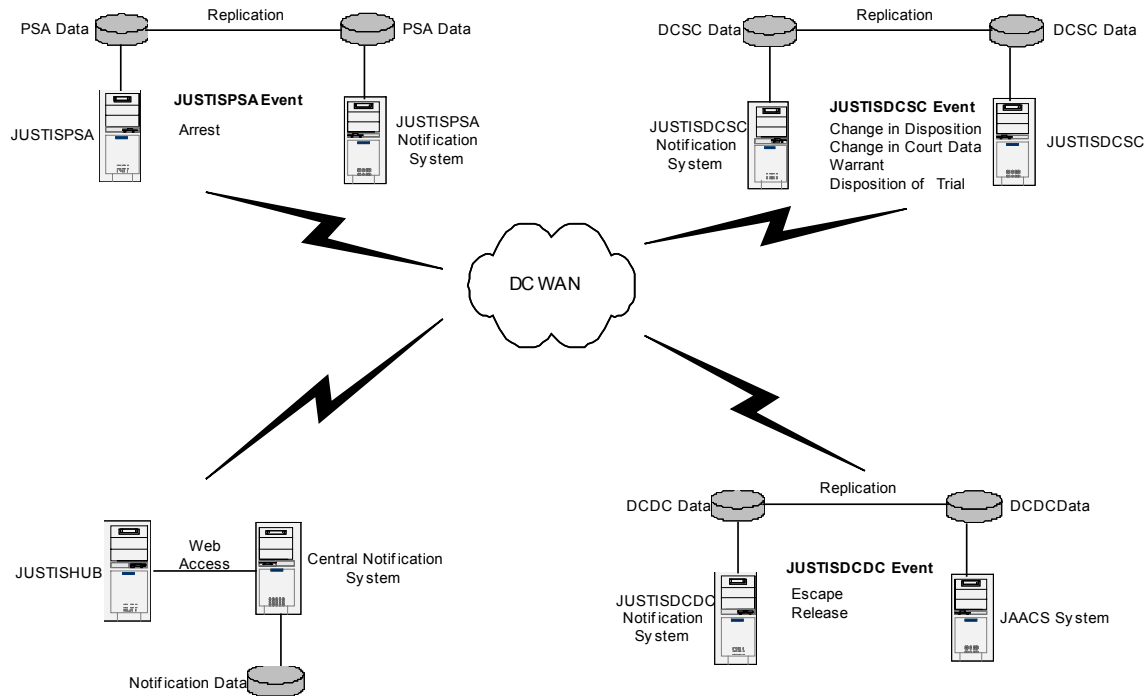 PSA Data
Replication
PSA Data
JUSTISPSA
JUSTISPSA Event
Arrest
JUSTISPSA
Notification
System
DCSC Data
Replication
DCSC Data
JUSTISDCSC
Notification
System
JUSTISDCSC Event
Change in Disposition
Change in Court Data
Warrant
Disposition of Trial
JUSTISDCSC
DC WAN
JUSTISHUB
Web
Access
Central Notification
System
Notification Data
DCDC Data
Replication
DCDCData
JUSTISDCDC
Notification
System
JUSTISDCDC Event
Escape
Release
JAACS System